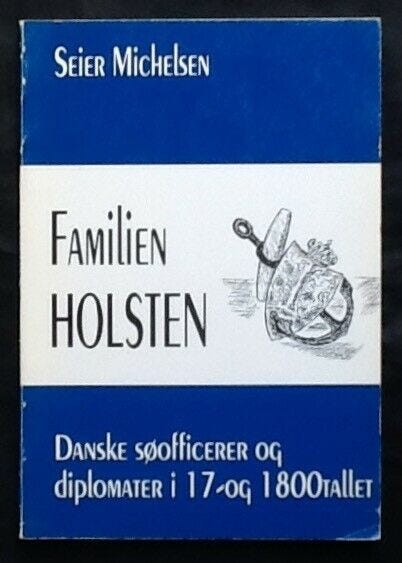 Seier Michelsen
Familien
HOLSTEN
Danske søofficerer og
diplomater i 17-og 1800tallet